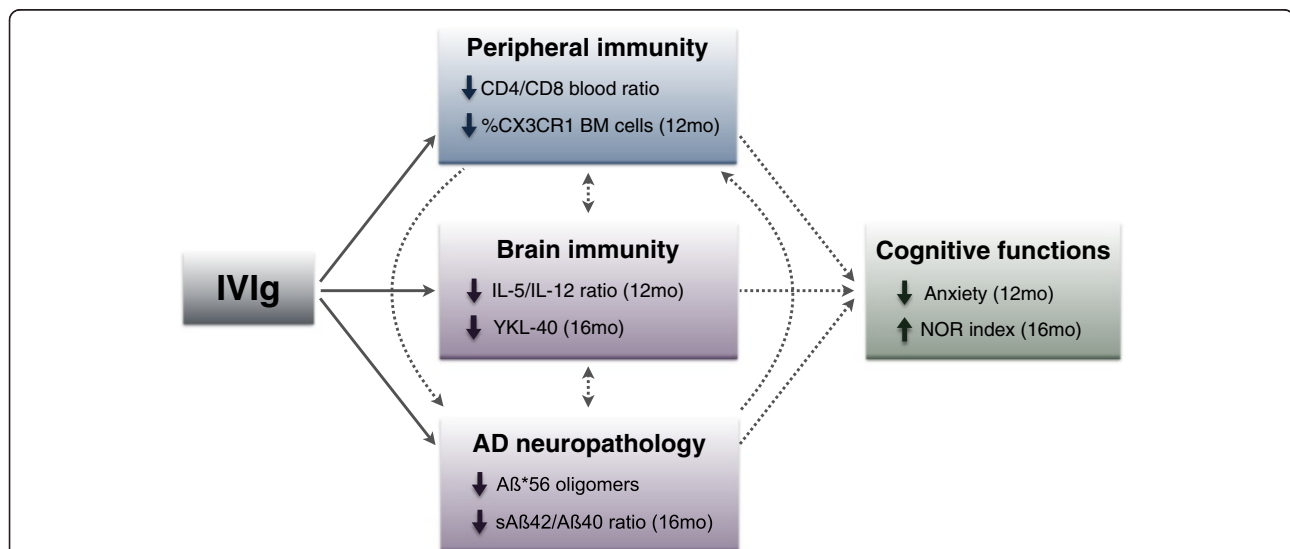 Peripheral immunity
CD4/CD8 blood ratio
%CX3CR1 BM cells (12mo)
IVIg
Brain immunity
IL-5/IL-12 ratio (12mo)
YKL-40 (16mo)
Cognitive functions
Anxiety (12mo)
NOR index (16mo)
AD neuropathology
Aß*56 oligomers
sAß42/Aß40 ratio (16mo)